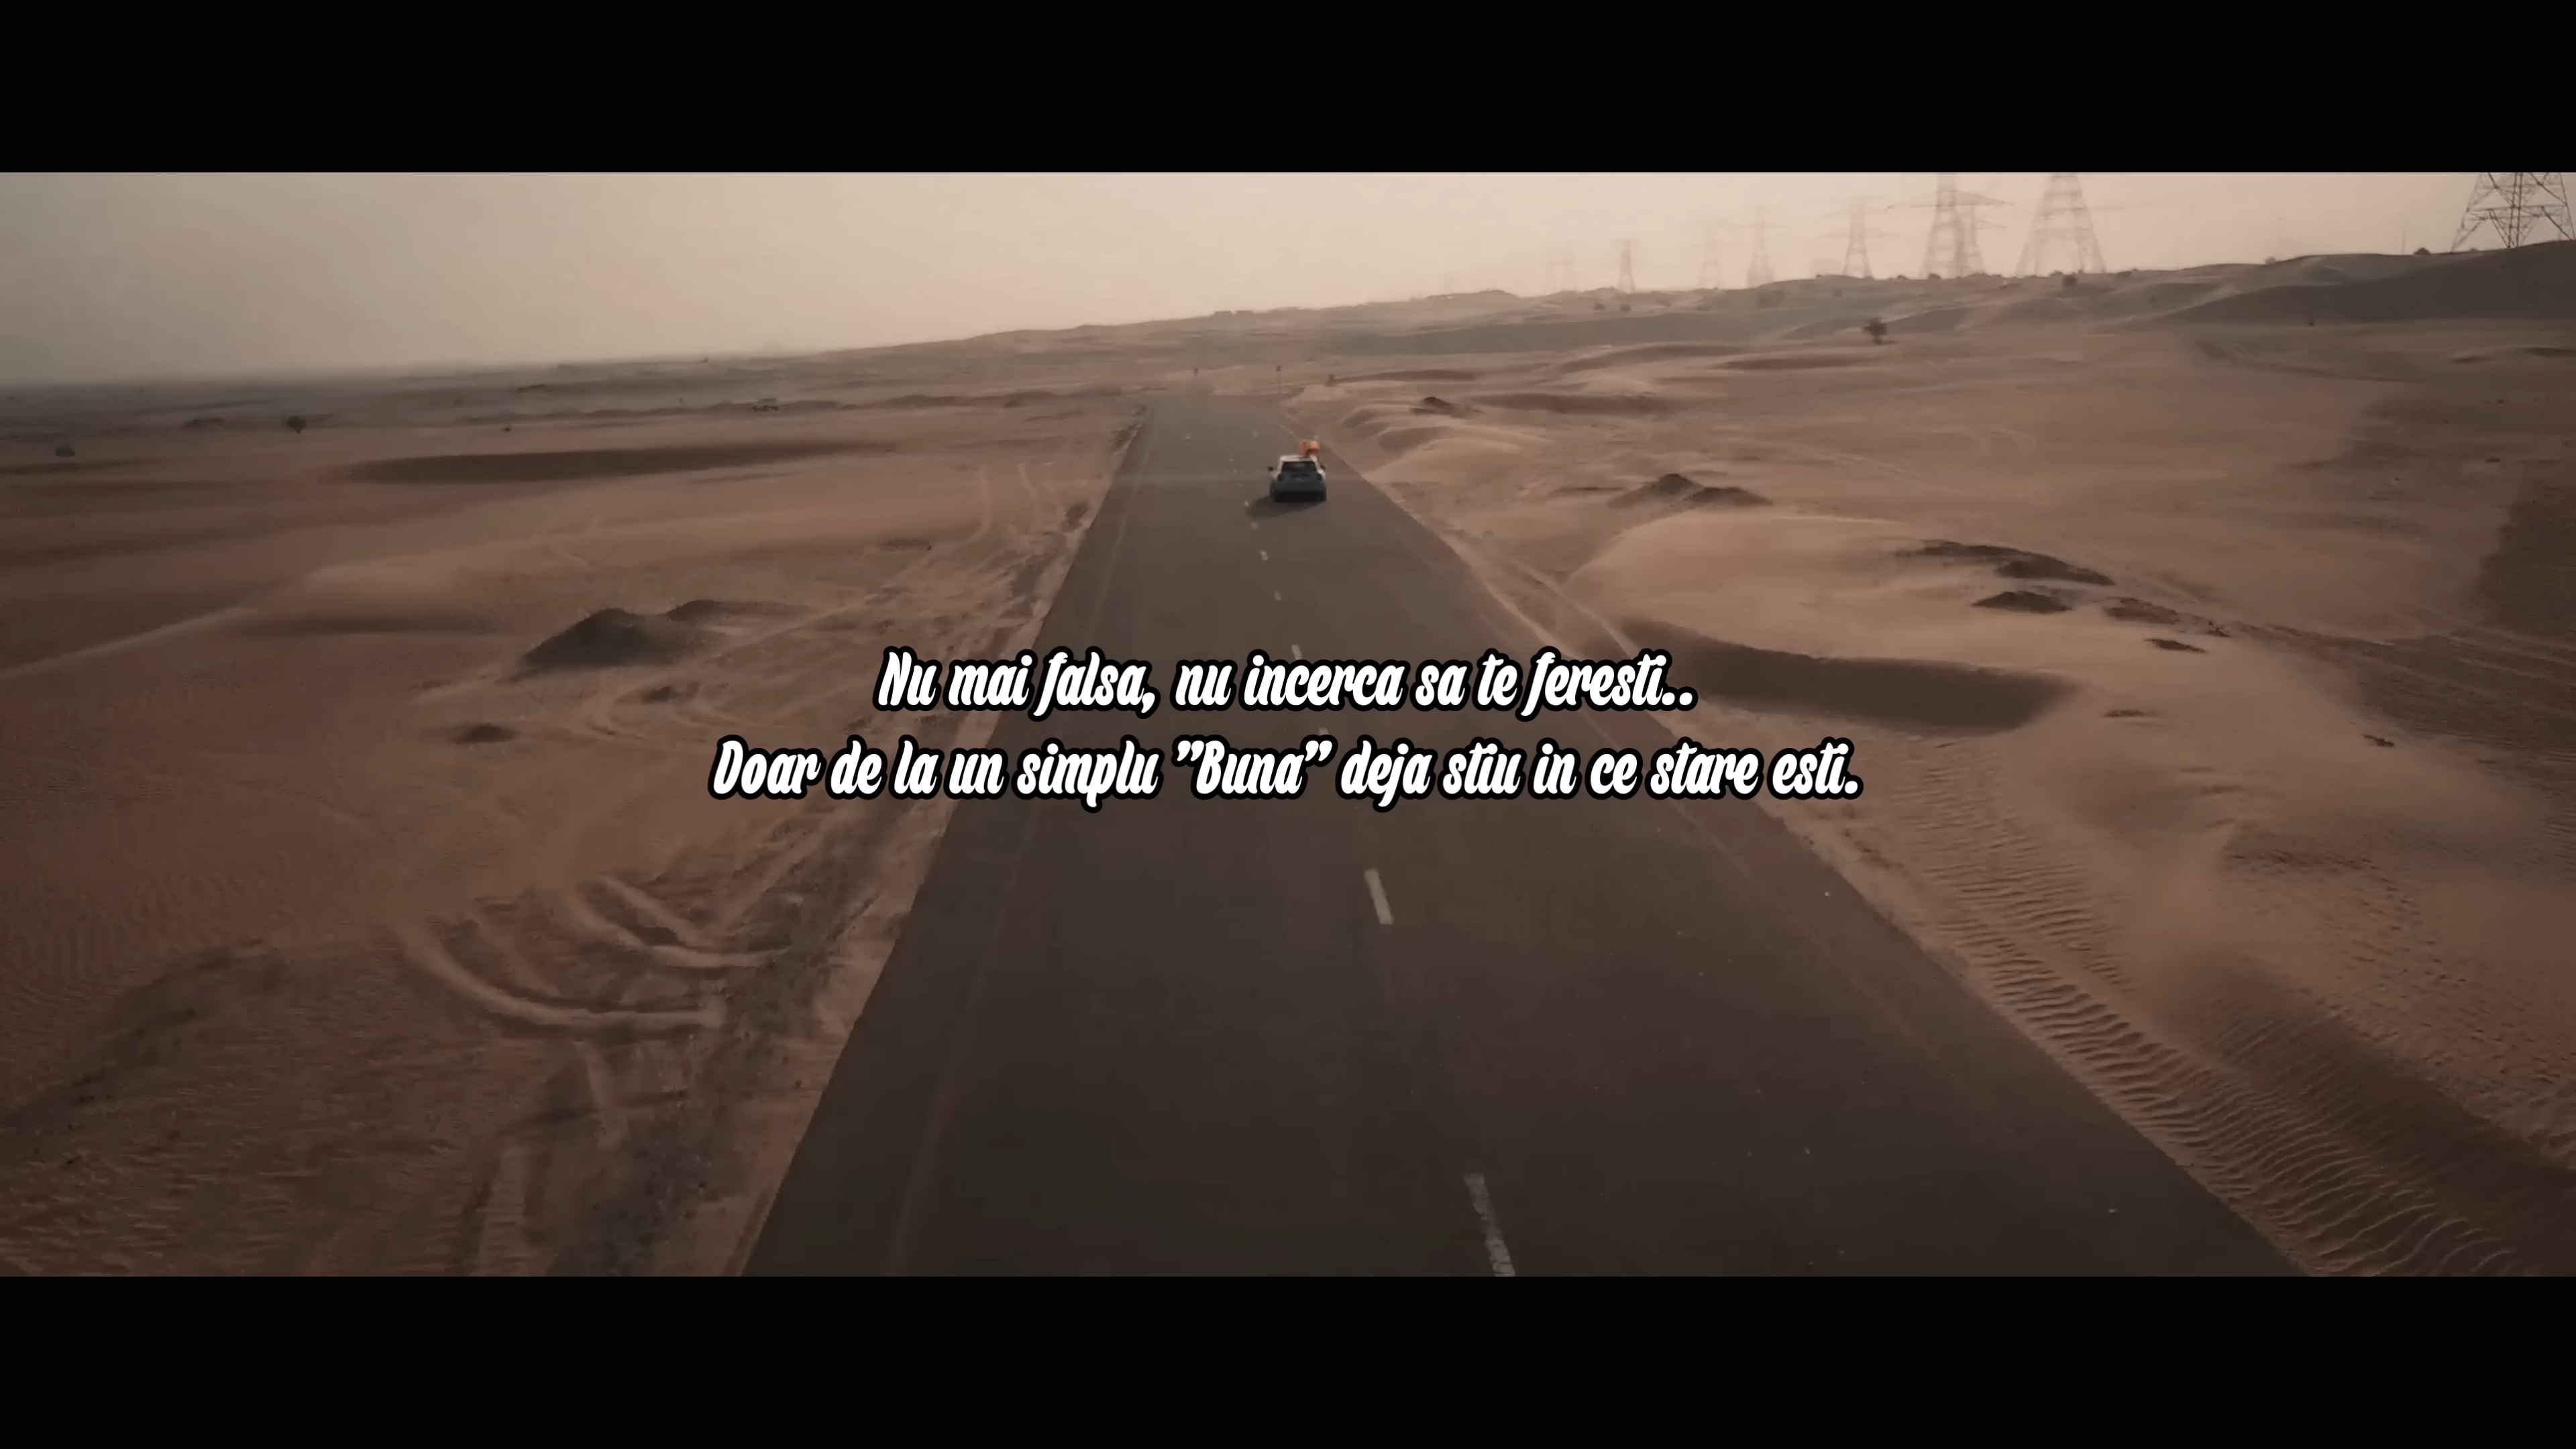 Nu mai falsa, nu incerca sa te feresti..
Doar de la un simplu "Buna" deja stiu in ce stare esti.